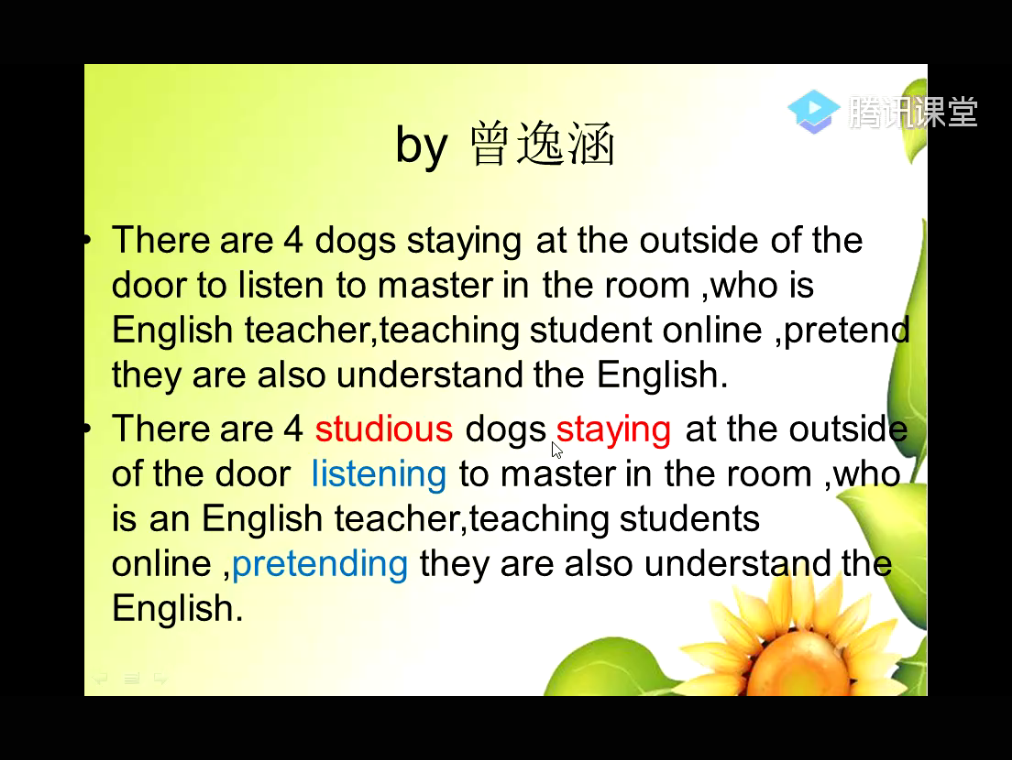 腾讯课堂
by 曾逸涵
• There are 4 dogs staying at the outside of the
door to listen to master in the room ,who is
English teacher,teaching student online ,pretend
they are also understand the English.
• There are 4 studious dogs staying at the outside
of the door listening to master in the room ,who
is an English teacher,teaching students
online ,pretending they are also understand the
English.